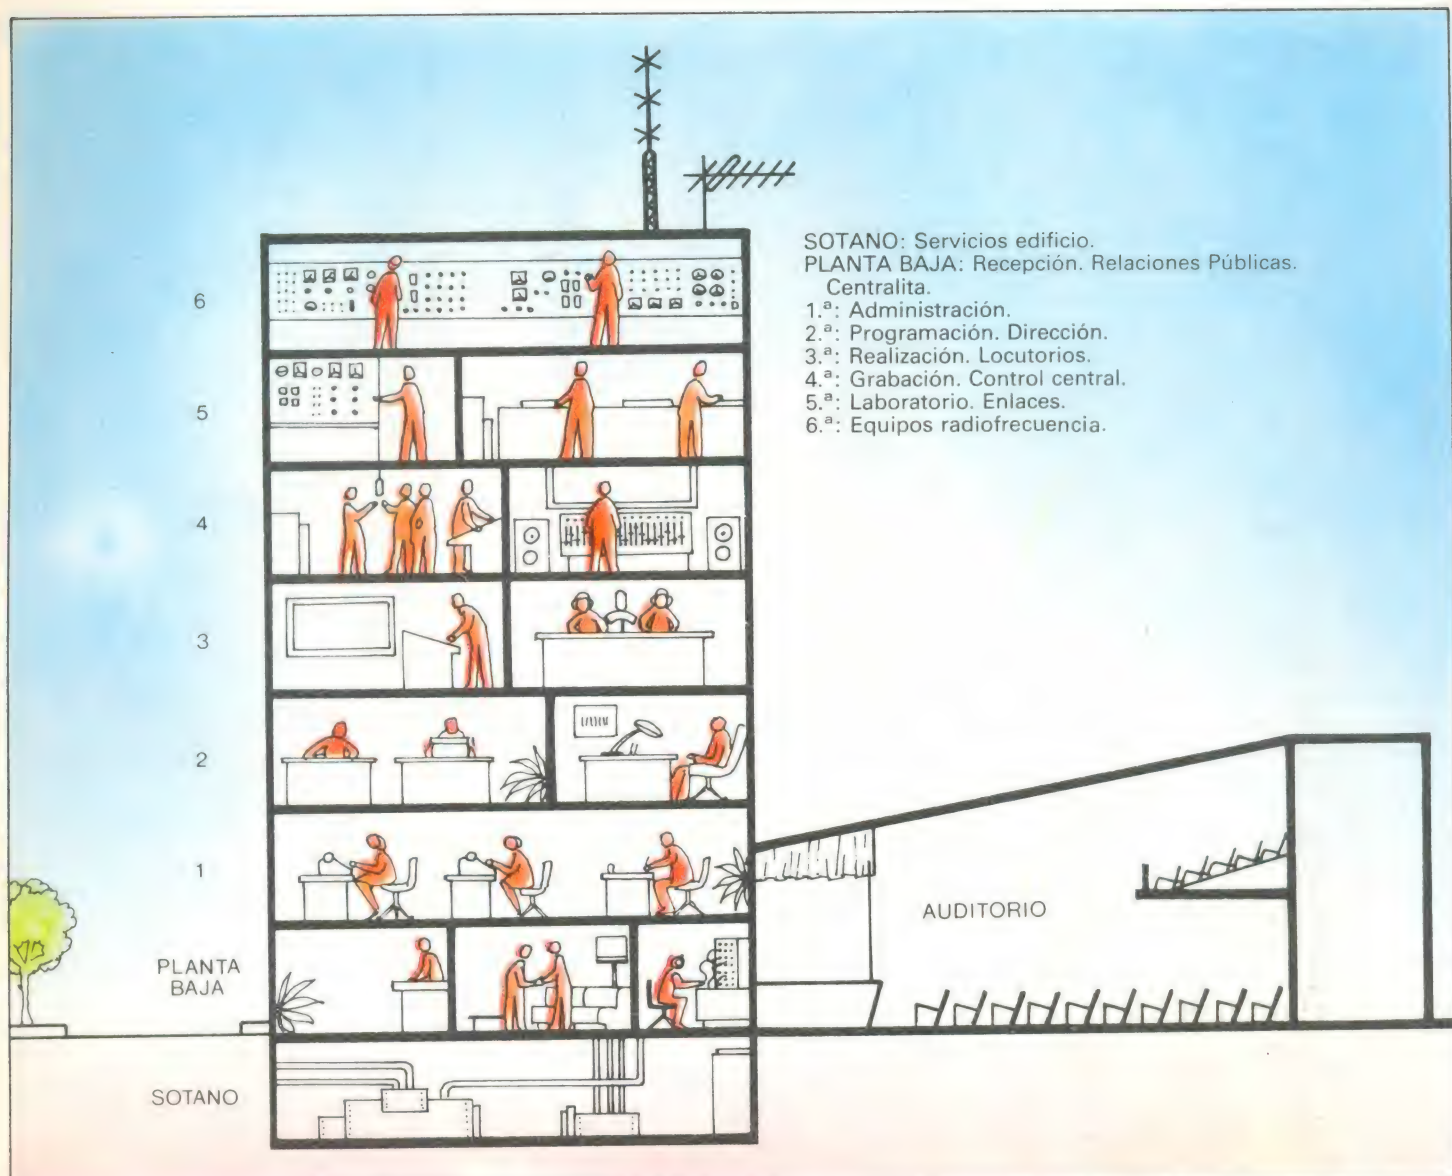 SOTANO: Servicios edificio.
PLANTA BAJA: Recepción. Relaciones Públicas.
Centralita.
1.ª: Administración.
2.ª: Programación. Dirección.
3.ª: Realización. Locutorios.
4.ª: Grabación. Control central.
5.ª: Laboratorio. Enlaces.
6.ª: Equipos radiofrecuencia.
6
5
4
3
2
1
PLANTA
BAJA
SOTANO
AUDITORIO